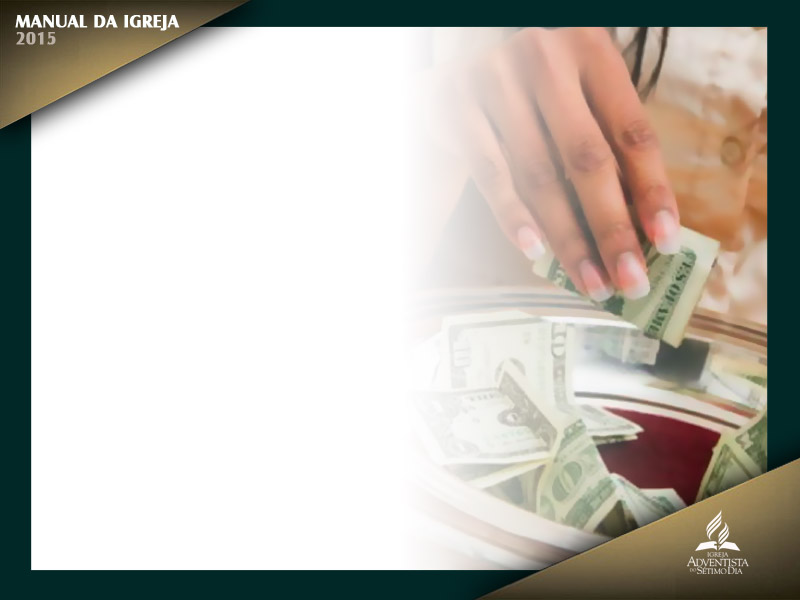 MANUAL DA IGREJA
2015
IGREJA
ADVENTISTA
DO SÉTIMO DIA